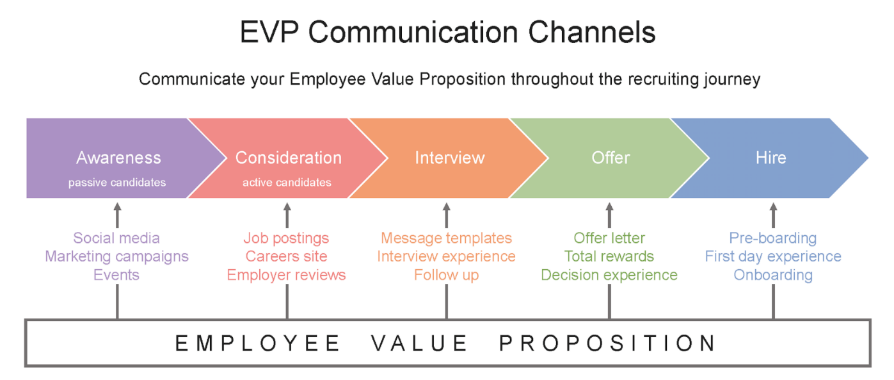 EVP Communication Channels
Communicate your Employee Value Proposition throughout the recruiting journey
Awareness
passive candidates
Consideration
active candidates
Interview
Offer
Hire
Social media
Marketing campaigns
Events
Job postings
Careers site
Employer reviews
Message templates
Interview experience
Follow up
Offer letter
Total rewards
Decision experience
Pre-boarding
First day experience
Onboarding
EMPLOYEE VALUE PROPOSITION